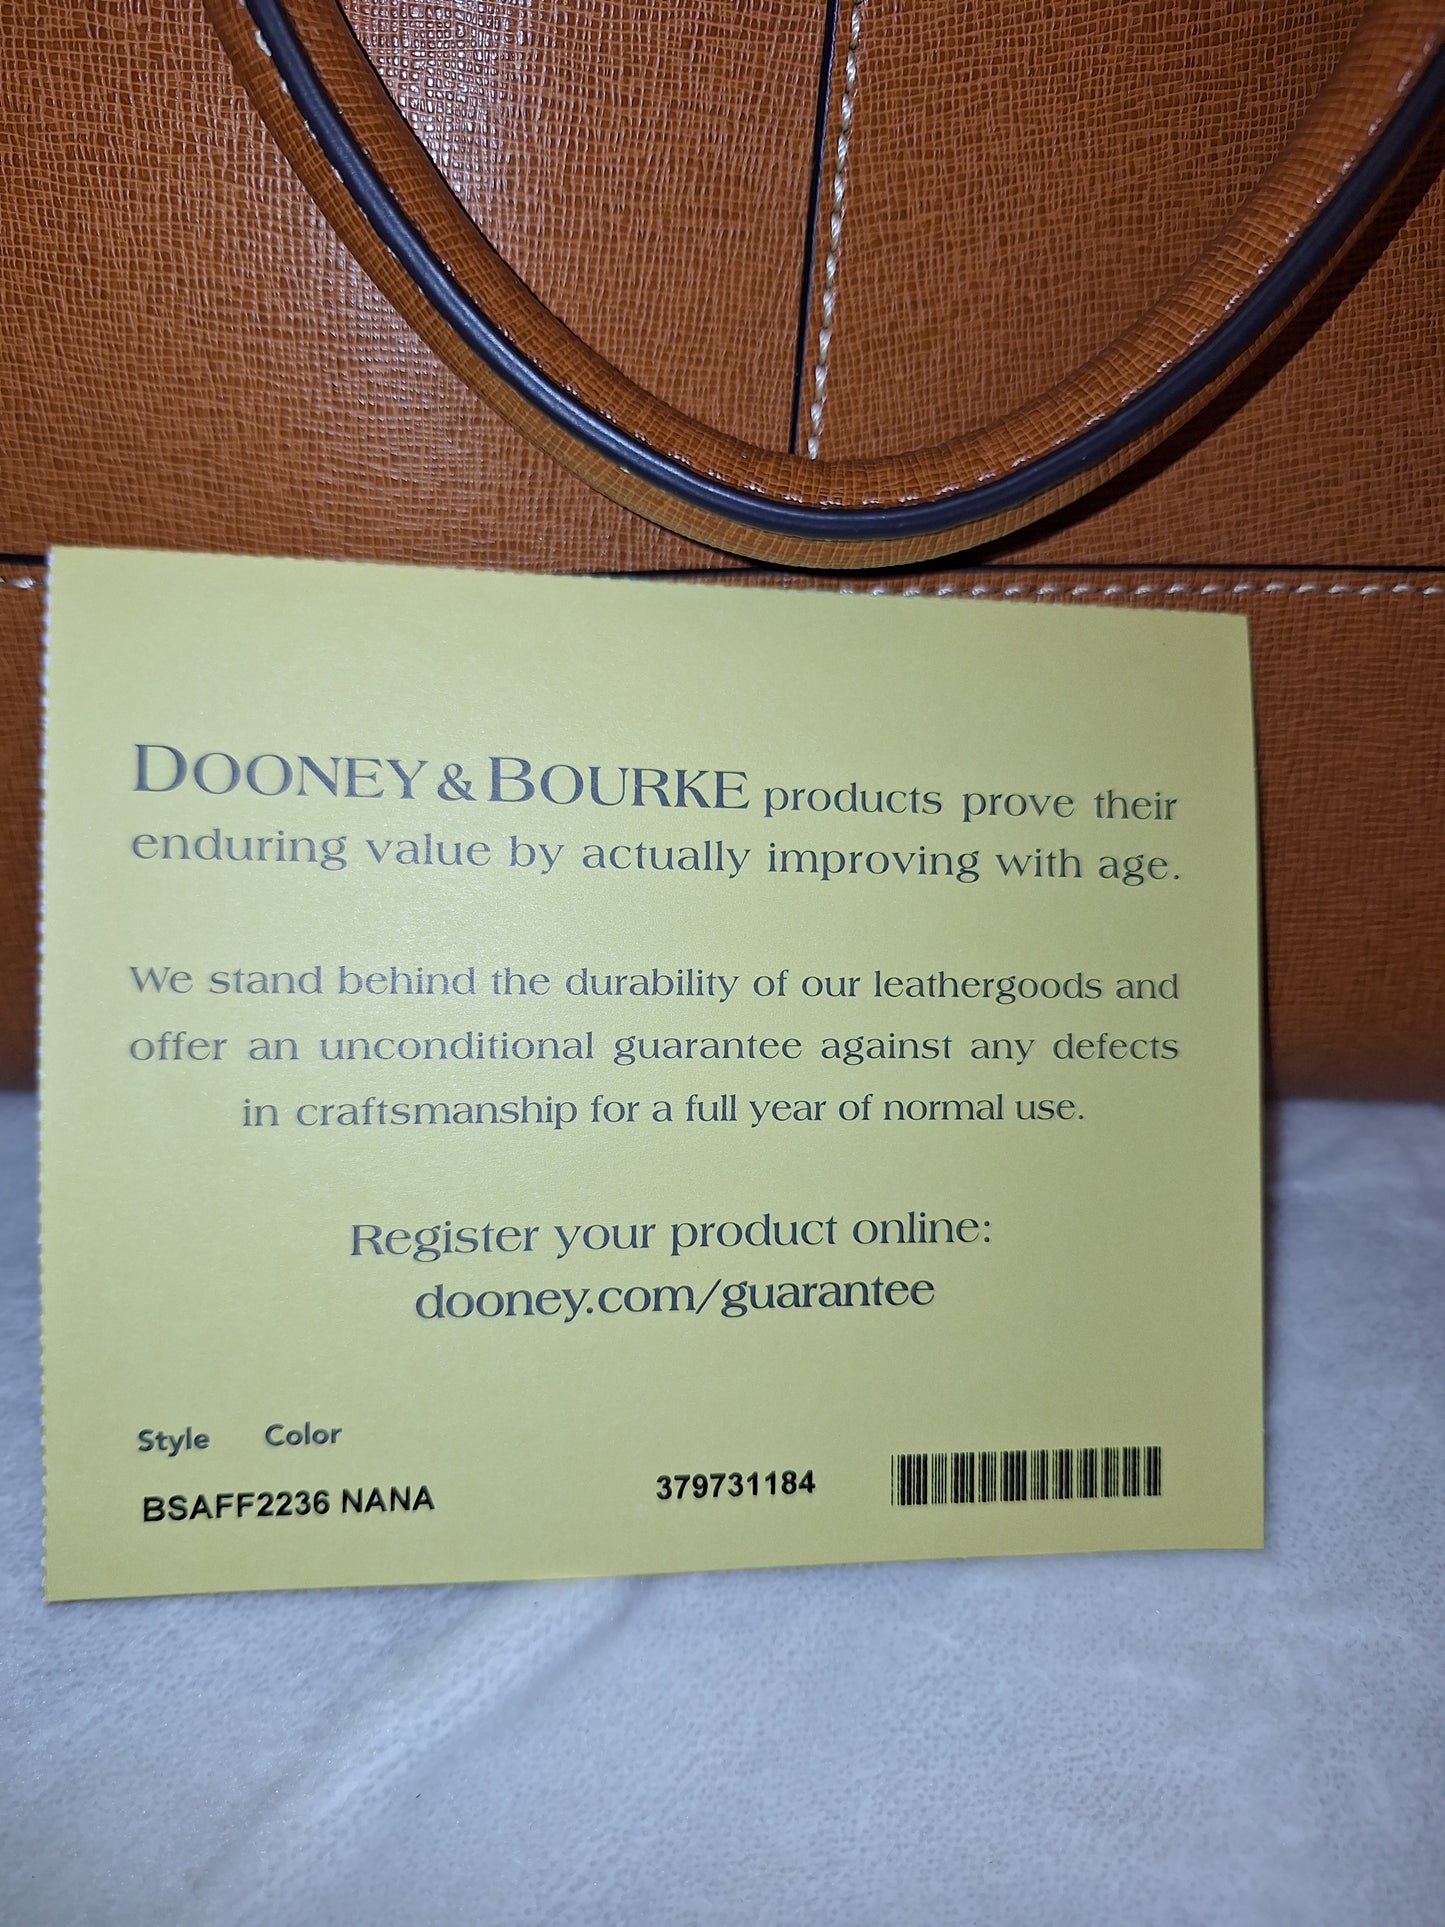 DOONEY & BOURKE products prove their
enduring value by actually improving with age.
We stand behind the durability of our leathergoods and
offer an unconditional guarantee against any defects
in craftsmanship for a full year of normal use.
Register your product online:
dooney.com/guarantee
Style Color
BSAFF2236 NANA 379731184